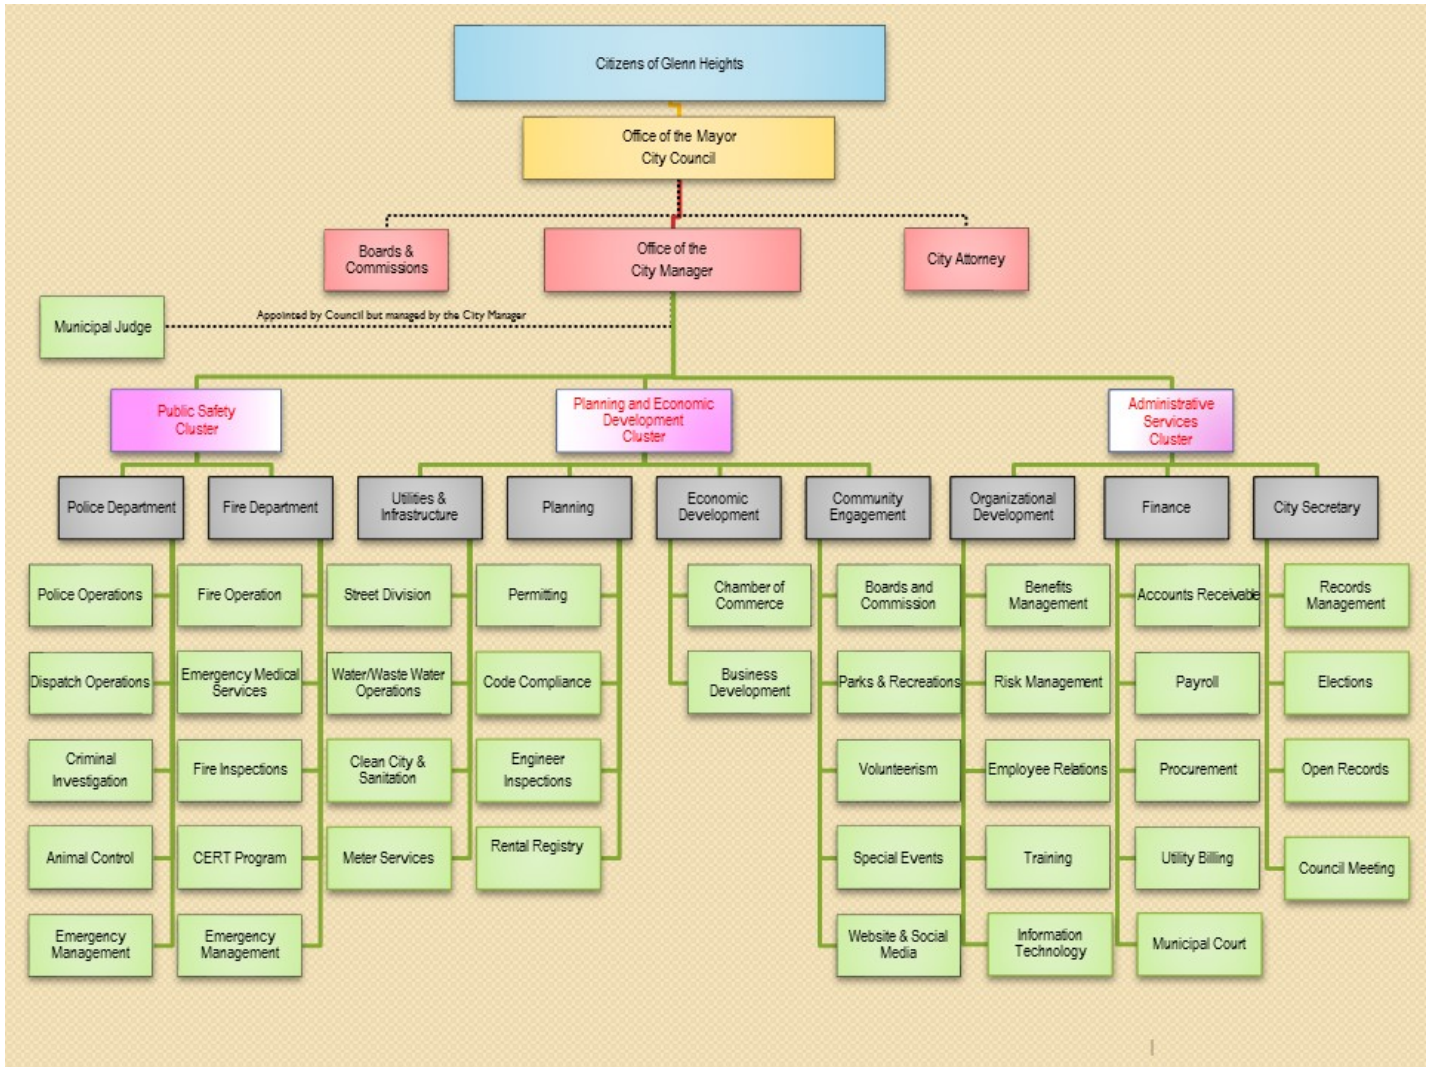 Citizens of Glenn Heights
Office of the Mayor
City Council
Boards &
Commissions
Office of the
City Manager
City Attorney
Municipal Judge
Appointed by Council but managed by the City Manager
Public Safety
Cluster
Planning and Economic
Development
Cluster
Administrative
Services
Cluster
Police Department
Fire Department
Utilities &
Infrastructure
Planning
Economic
Development
Community
Engagement
Organizational
Development
Finance
City Secretary
Police Operations
Fire Operation
Street Division
Permitting
Chamber of
Commerce
Boards and
Commission
Benefits
Management
Accounts Receivable
Records
Management
Dispatch Operations
Emergency Medical
Services
Water/Waste Water
Operations
Code Compliance
Business
Development
Parks & Recreations
Risk Management
Payroll
Elections
Criminal
Investigation
Fire Inspections
Clean City &
Sanitation
Engineer
Inspections
Volunteerism
Employee Relations
Procurement
Open Records
Animal Control
CERT Program
Meter Services
Rental Registry
Special Events
Training
Utility Billing
Council Meeting
Emergency
Management
Emergency
Management
Website & Social
Media
Information
Technology
Municipal Court